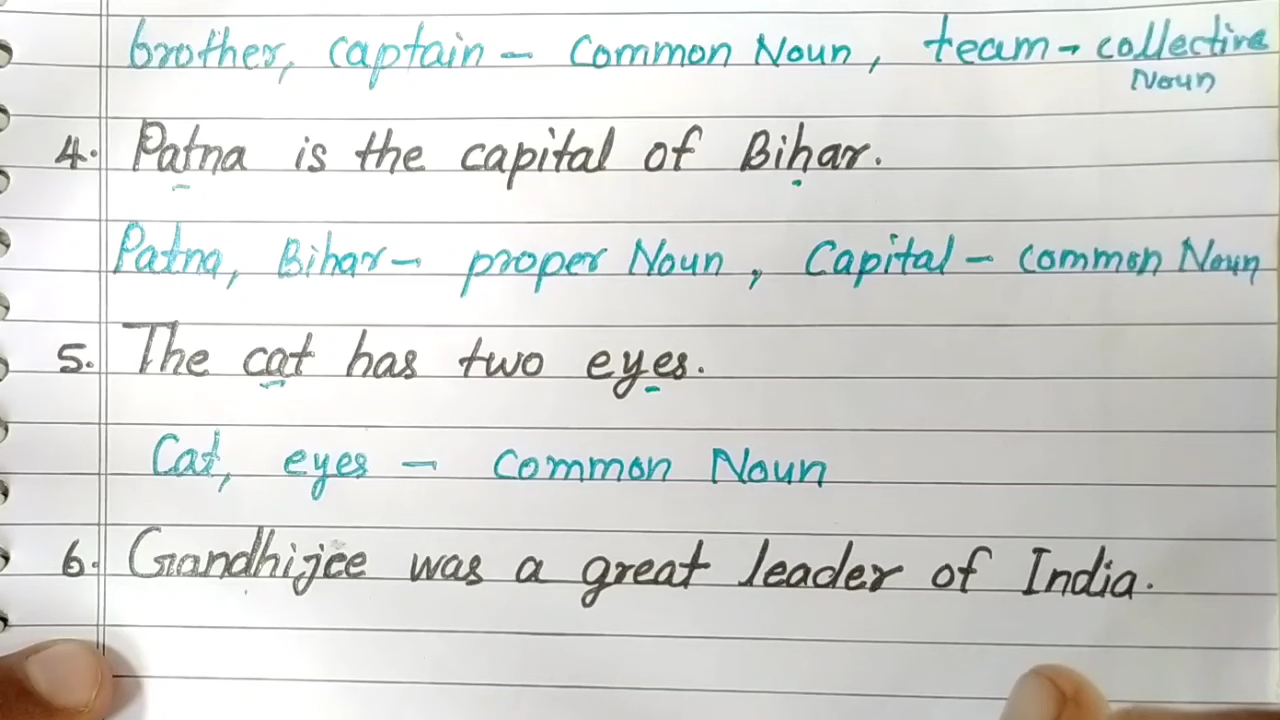 brother, captain - Common Noun, team - collective
Noun
4. Patna is the capital of Bihar.
Patna, Bihar - proper Noun, Capital - common Noun
5. The cat has two eyes.
Cat, eyes - Common Noun
6. Gandhijee was a great leader of India.